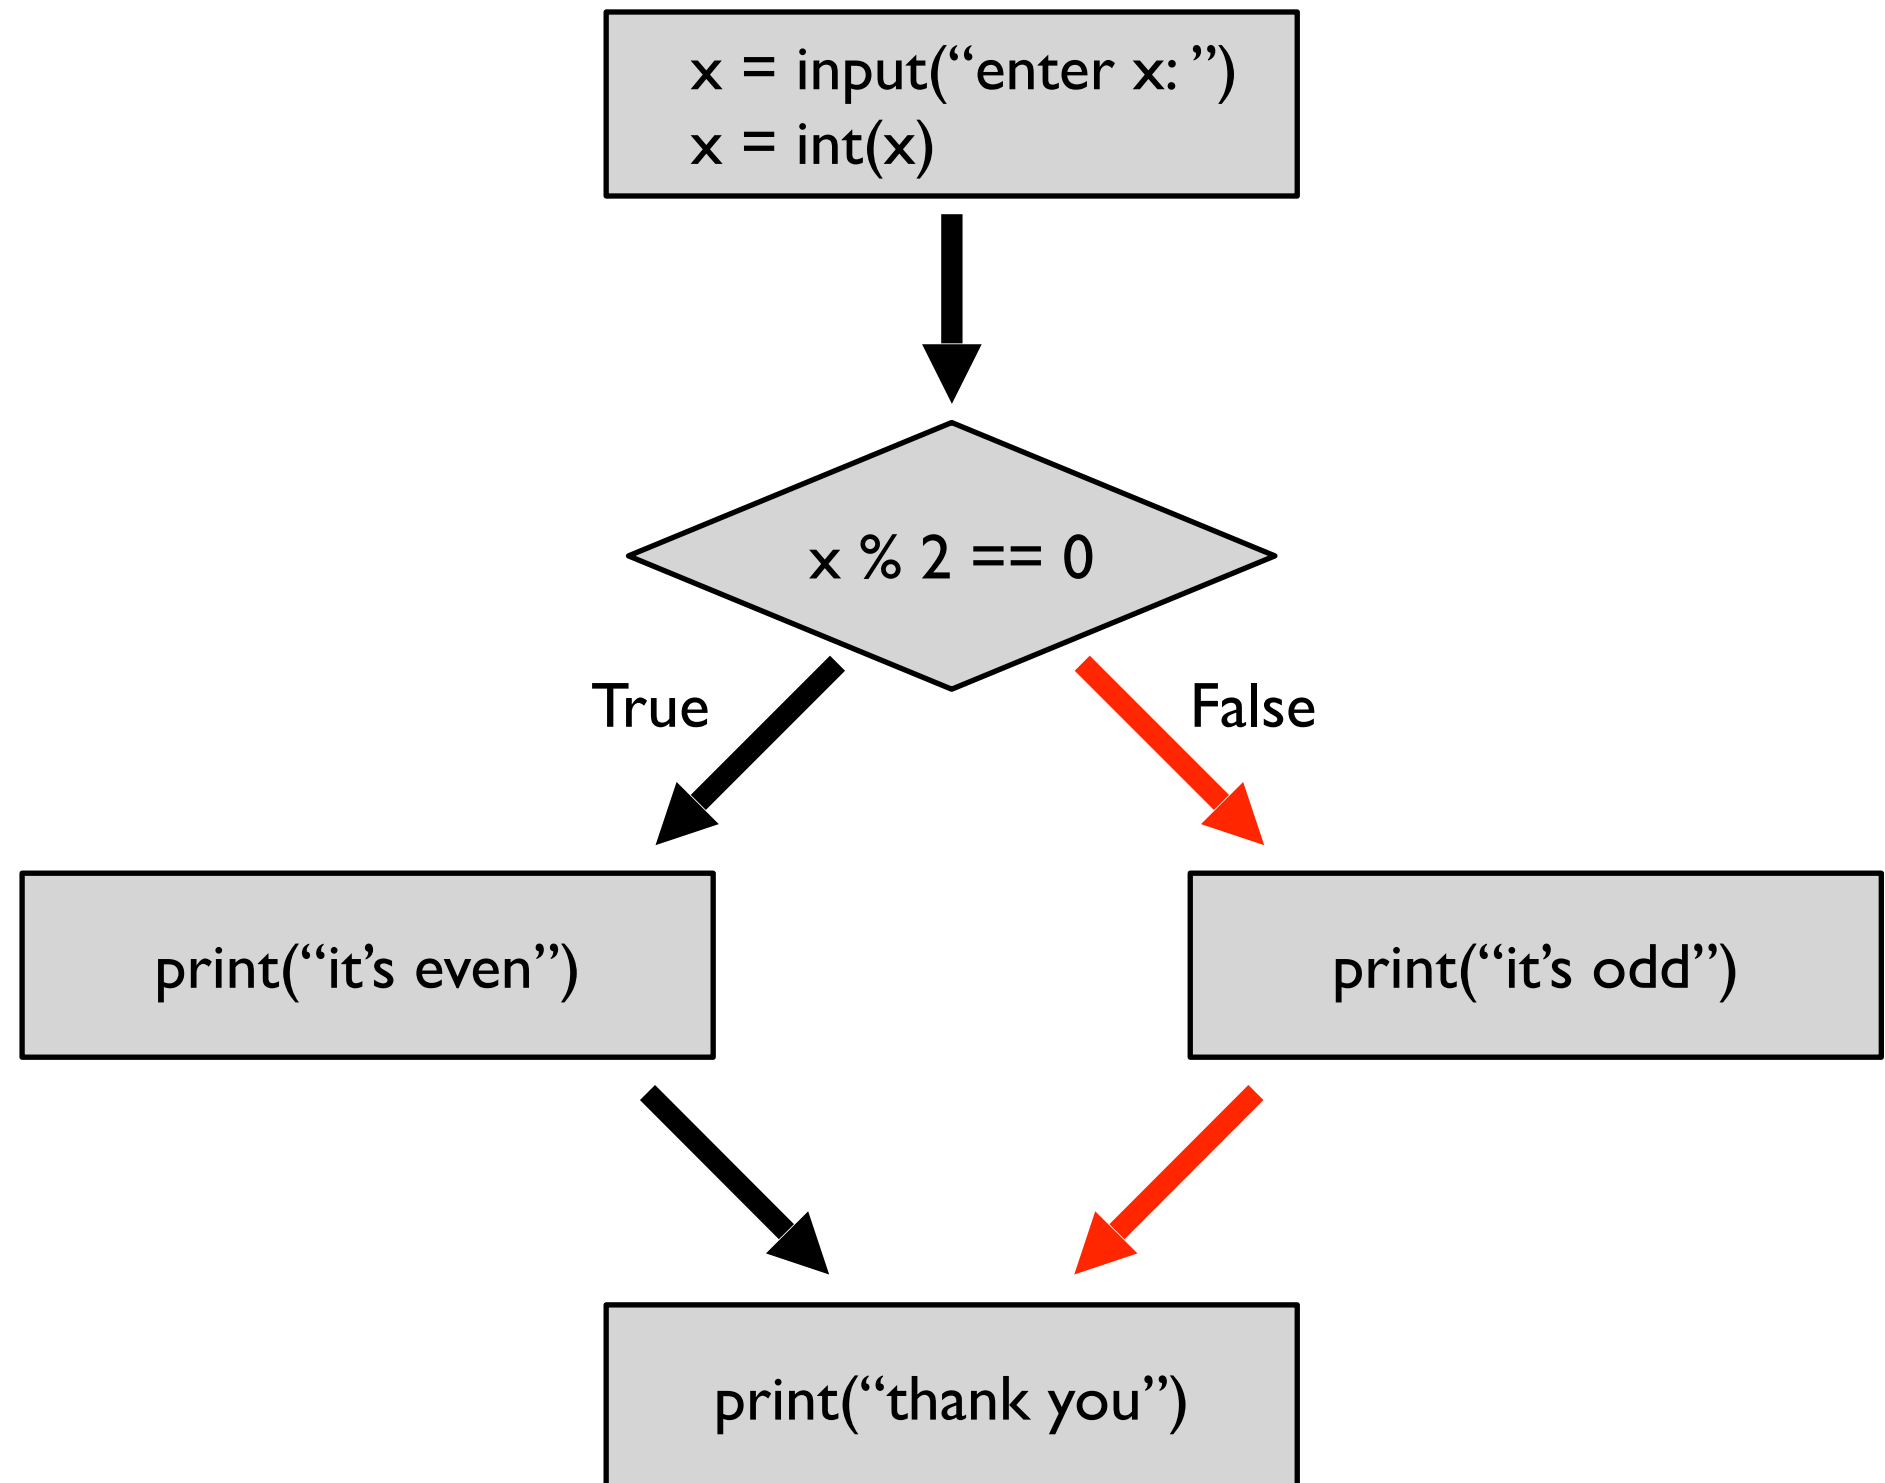 x = input(“enter x: ”)
x = int(x)
x % 2 == 0
True
False
print(“it’s even”)
print(“it’s odd”)
print(“thank you”)